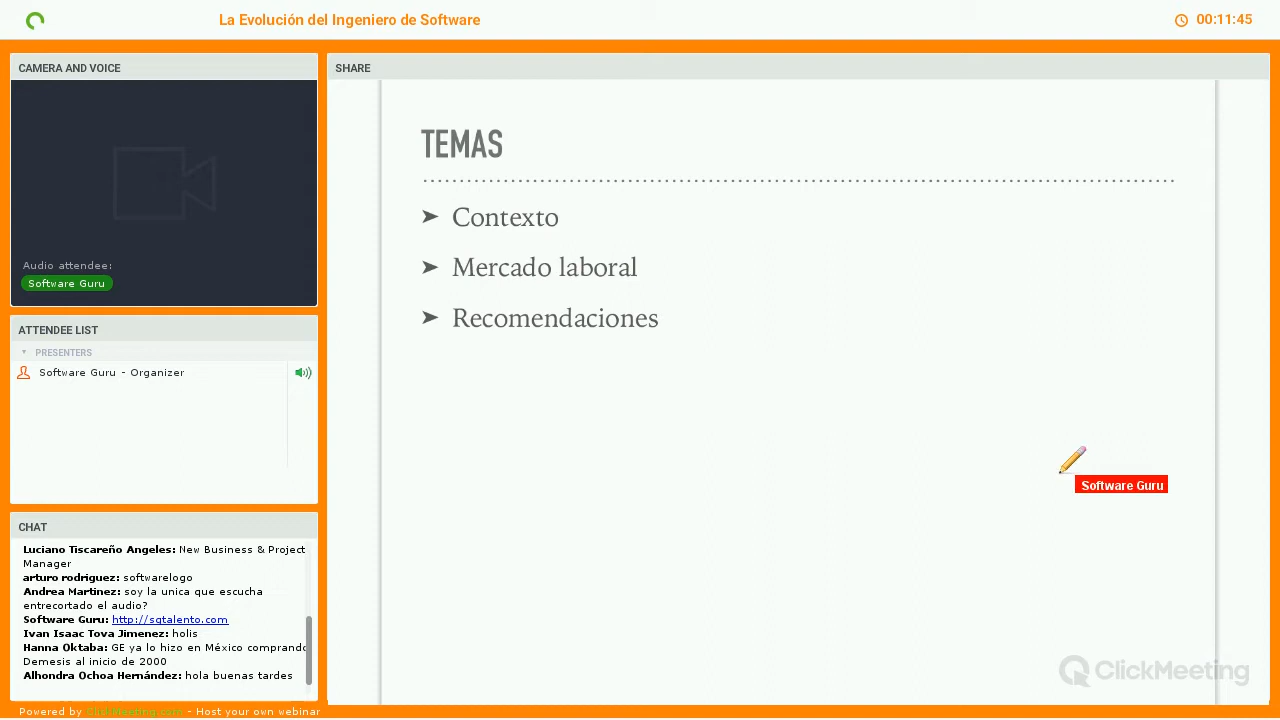 La Evolución del Ingeniero de Software
00:11:45
CAMERA AND VOICE
Audio attendee:
Software Guru
ATTENDEE LIST
PRESENTERS
Software Guru - Organizer
CHAT
Luciano Tiscareño Angeles: New Business & Project
Manager
arturo rodriguez: softwarelogo
Andrea Martinez: soy la unica que escucha
entrecortado el audio?
Software Guru: http://sgtalento.com
Ivan Isaac Tova Jimenez: holis
Hanna Oktaba: GE ya lo hizo en México comprando
Demesis al inicio de 2000
Alhondra Ochoa Hernández: hola buenas tardes
Powered by ClickMeeting.com - Host your own webinar
SHARE
TEMAS
➤ Contexto
➤ Mercado laboral
➤ Recomendaciones
Software Guru
ClickMeeting